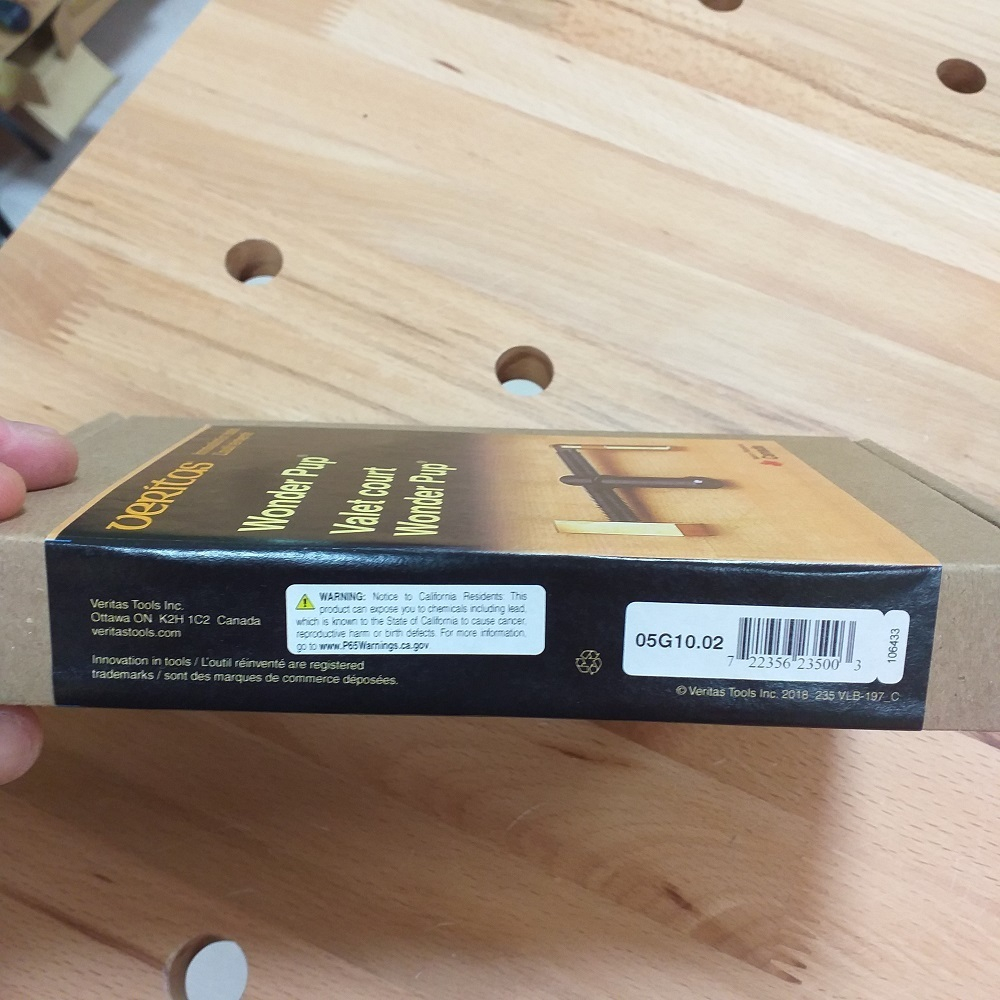 Veritas
Wonder Pup®
Valet court
Wonder Pup®
Veritas Tools Inc.
Ottawa ON K2H 1C2 Canada
veritastools.com
Innovation in tools / L'outil réinventé are registered
trademarks / sont des marques de commerce déposées.
WARNING: Notice to California Residents: This
product can expose you to chemicals including lead,
which is known to the State of California to cause cancer,
reproductive harm or birth defects. For more information,
go to www.P65Warnings.ca.gov
05G10.02
7 22356 23500 3
106433
© Veritas Tools Inc. 2018 235 VLB-197_C